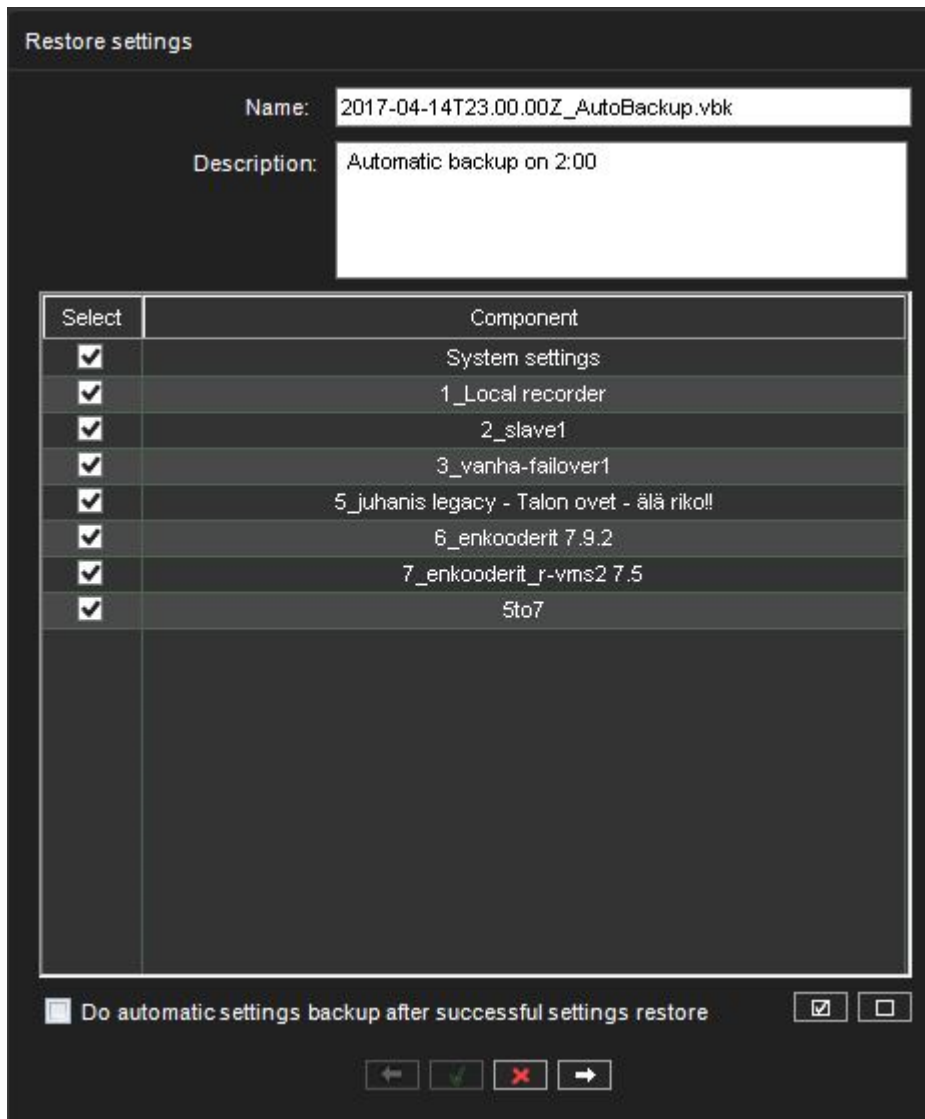 Restore settings
Name: 2017-04-14T23.00.00Z_AutoBackup.vbk
Description: Automatic backup on 2:00
Select Component
System settings
1_Local recorder
2_slave1
3_vanha-failover1
5_juhanis legacy - Talon ovet - älä riko!!
6_enkooderit 7.9.2
7_enkooderit_r-vms2 7.5
5to7
Do automatic settings backup after successful settings restore